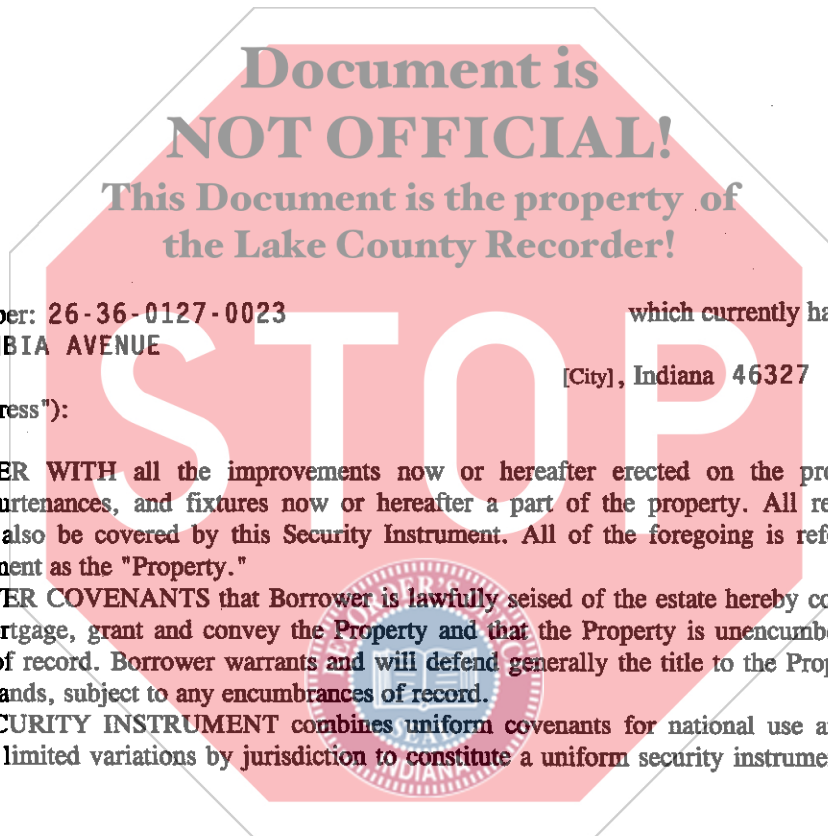 Document is
NOT OFFICIAL!
This Document is the property of
the Lake County Recorder!
ber: 26-36-0127-0023 which currently ha
BIA AVENUE
[City], Indiana 46327
ress"):
STOP
ER WITH all the improvements now or hereafter erected on the pre
urtenances, and fixtures now or hereafter a part of the property. All re
also be covered by this Security Instrument. All of the foregoing is refe
nent as the "Property."
ER COVENANTS that Borrower is lawfully seised of the estate hereby co
rtgage, grant and convey the Property and that the Property is unencumbe
of record. Borrower warrants and will defend generally the title to the Prop
ands, subject to any encumbrances of record.
CURITY INSTRUMENT combines uniform covenants for national use a
limited variations by jurisdiction to constitute a uniform security instrume
SEAL
INDIANA